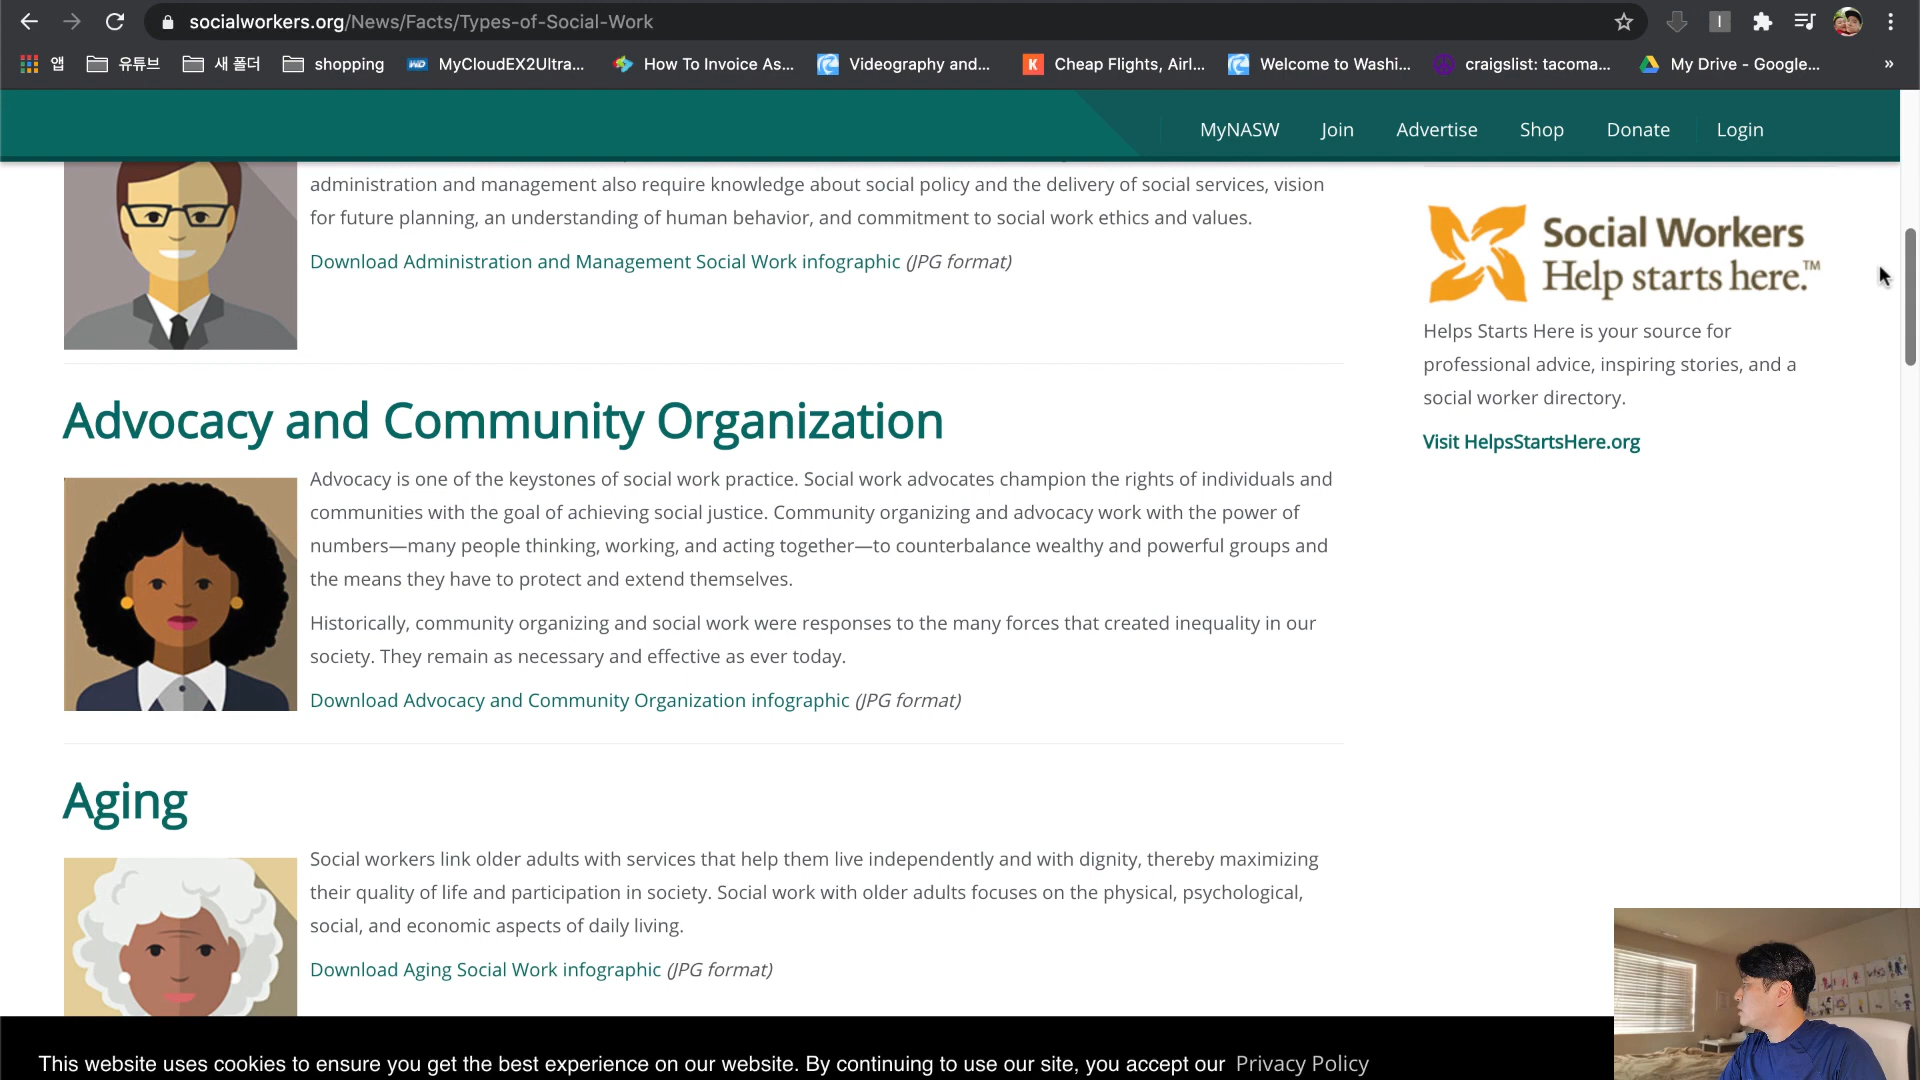 socialworkers.org/News/Facts/Types-of-Social-Work
앱 유튜브 새 폴더 shopping MyCloudEX2Ultra... How To Invoice As... Videography and... Cheap Flights, Airl... Welcome to Washi... craigslist: tacoma... My Drive - Google... »
MyNASW Join Advertise Shop Donate Login
administration and management also require knowledge about social policy and the delivery of social services, vision
for future planning, an understanding of human behavior, and commitment to social work ethics and values.
Download Administration and Management Social Work infographic (JPG format)
Advocacy and Community Organization
Advocacy is one of the keystones of social work practice. Social work advocates champion the rights of individuals and
communities with the goal of achieving social justice. Community organizing and advocacy work with the power of
numbers—many people thinking, working, and acting together—to counterbalance wealthy and powerful groups and
the means they have to protect and extend themselves.
Historically, community organizing and social work were responses to the many forces that created inequality in our
society. They remain as necessary and effective as ever today.
Download Advocacy and Community Organization infographic (JPG format)
Aging
Social workers link older adults with services that help them live independently and with dignity, thereby maximizing
their quality of life and participation in society. Social work with older adults focuses on the physical, psychological,
social, and economic aspects of daily living.
Download Aging Social Work infographic (JPG format)
Social Workers
Help starts here.™
Helps Starts Here is your source for
professional advice, inspiring stories, and a
social worker directory.
Visit HelpsStartsHere.org
This website uses cookies to ensure you get the best experience on our website. By continuing to use our site, you accept our Privacy Policy